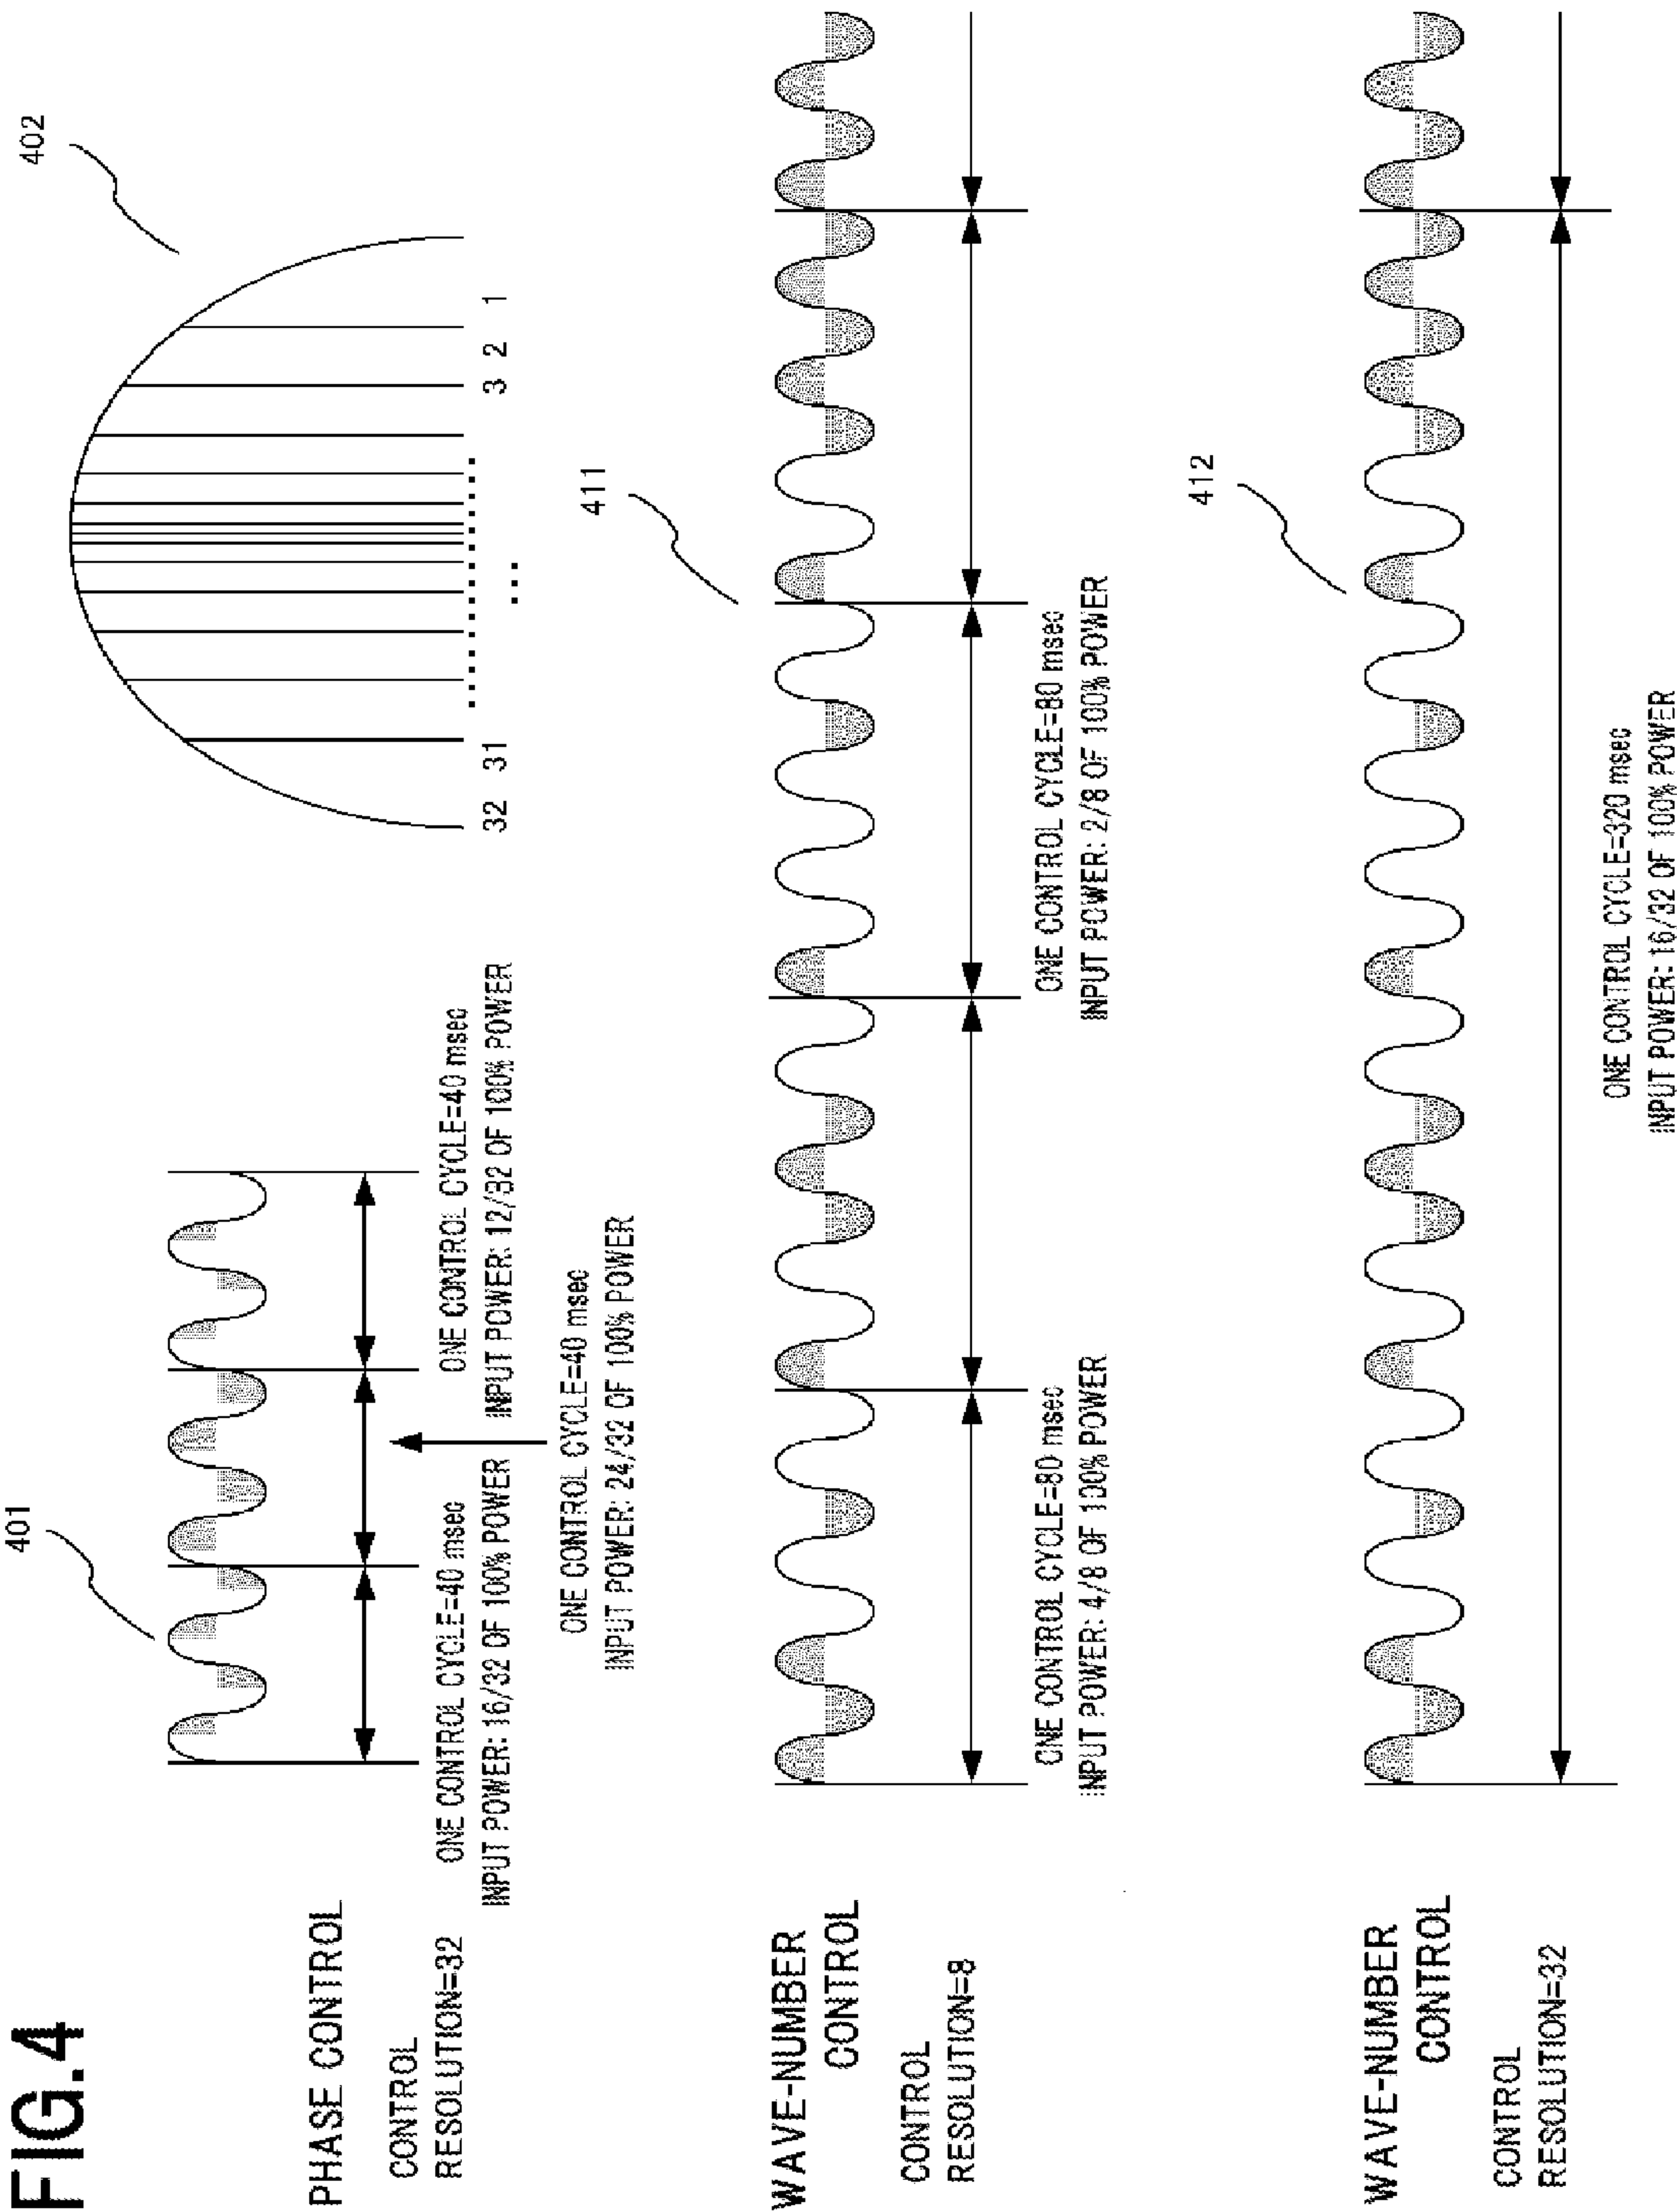 FIG.4
PHASE CONTROL
CONTROL
RESOLUTION=32
401
ONE CONTROL CYCLE=40 msec
INPUT POWER: 16/32 OF 100% POWER
ONE CONTROL CYCLE=40 msec
INPUT POWER: 24/32 OF 100% POWER
ONE CONTROL CYCLE=40 msec
INPUT POWER: 12/32 OF 100% POWER
402
32 31 ... 3 2 1
WAVE-NUMBER
CONTROL
CONTROL
RESOLUTION=8
411
ONE CONTROL CYCLE=80 msec
INPUT POWER: 4/8 OF 100% POWER
ONE CONTROL CYCLE=80 msec
INPUT POWER: 2/8 OF 100% POWER
WAVE-NUMBER
CONTROL
CONTROL
RESOLUTION=32
412
ONE CONTROL CYCLE=320 msec
INPUT POWER: 16/32 OF 100% POWER